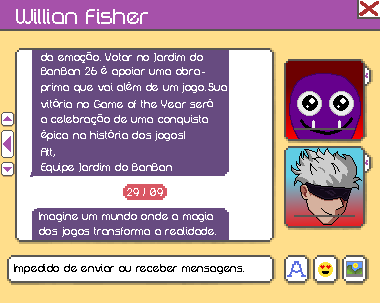 Willian Fisher
da emoção. Votar no Jardim do
BanBan 26 é apoiar uma obra-
prima que vai além de um jogo.Sua
vitória no Game of the Year será
a celebração de uma conquista
épica na história dos jogos!
Att,
Equipe Jardim do BanBan
29 / 09
Imagine um mundo onde a magia
dos jogos transforma a realidade.
Impedido de enviar ou receber mensagens.
A